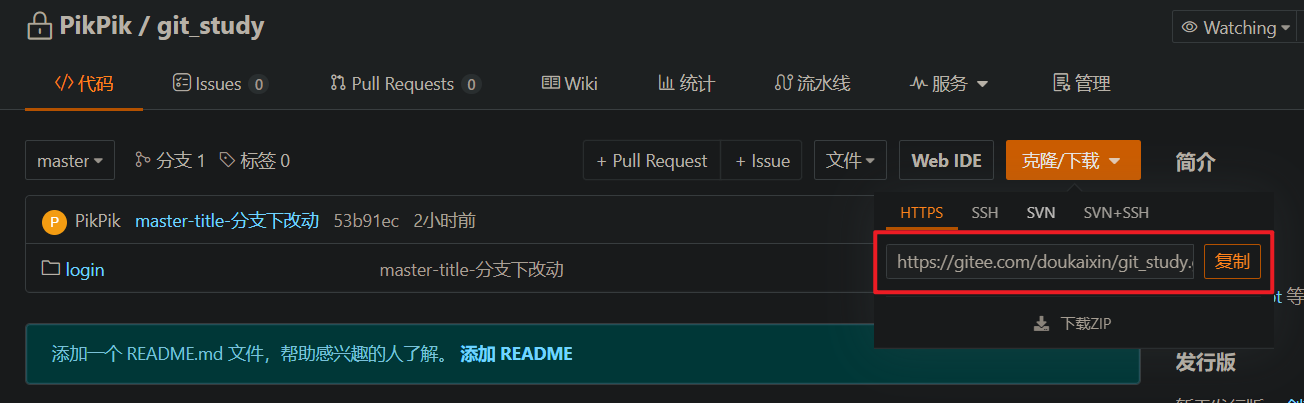 PikPik / git_study
Watching
代码 Issues 0 Pull Requests 0 Wiki 统计 流水线 服务 管理
master 分支 1 标签 0 + Pull Request + Issue 文件 Web IDE 克隆/下载 简介
HTTPS SSH SVN SVN+SSH
P PikPik master-title-分支下改动 53b91ec 2小时前
https://gitee.com/doukaixin/git_study. 复制
login master-title-分支下改动
等
下载ZIP
添加一个 README.md 文件，帮助感兴趣的人了解。 添加 README
发行版
暂无发行版